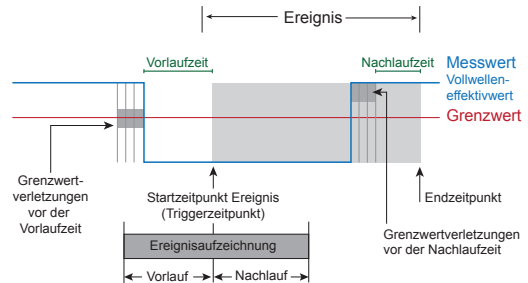 Ereignis
Vorlaufzeit
Nachlaufzeit
Messwert
Vollwellen-
effektivwert
Grenzwert
Grenzwert-
verletzungen
vor der
Vorlaufzeit
Startzeitpunkt Ereignis
(Triggerzeitpunkt)
Endzeitpunkt
Grenzwertverletzungen
vor der Nachlaufzeit
Ereignisaufzeichnung
Vorlauf
Nachlauf